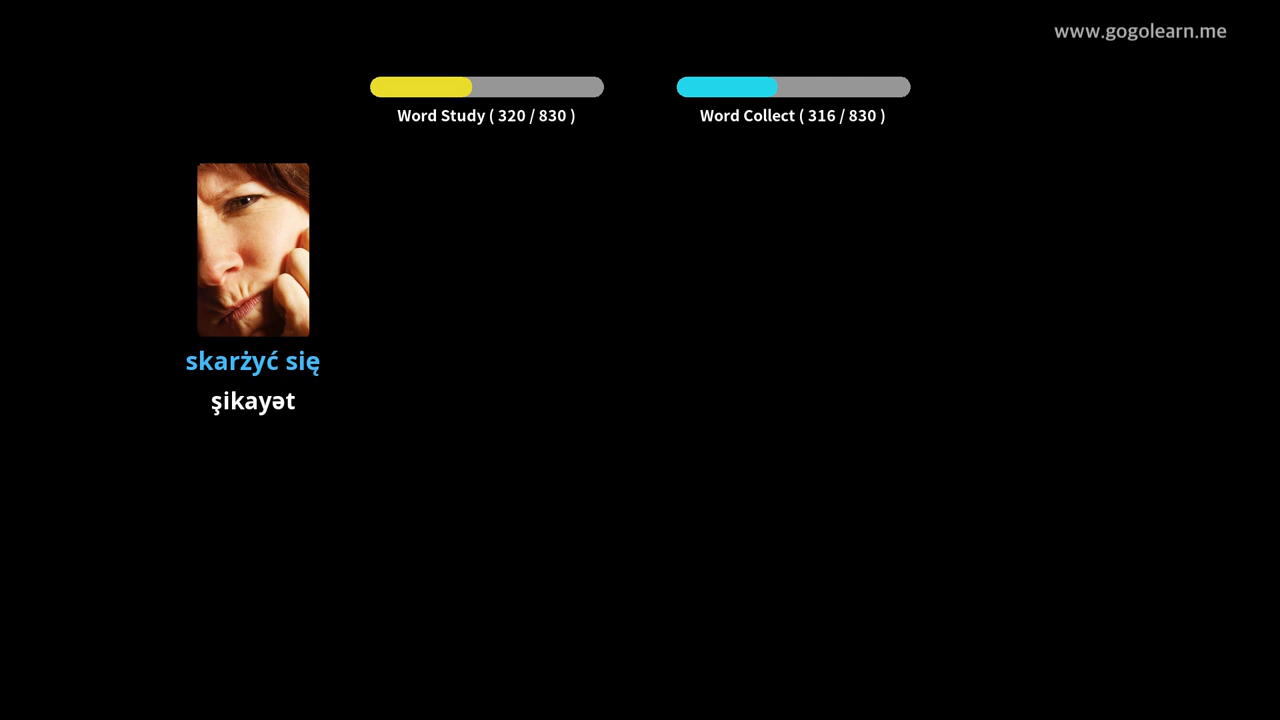 www.gogolearn.me
Word Study ( 320 / 830 )
Word Collect ( 316 / 830 )
skarżyć się
şikayət